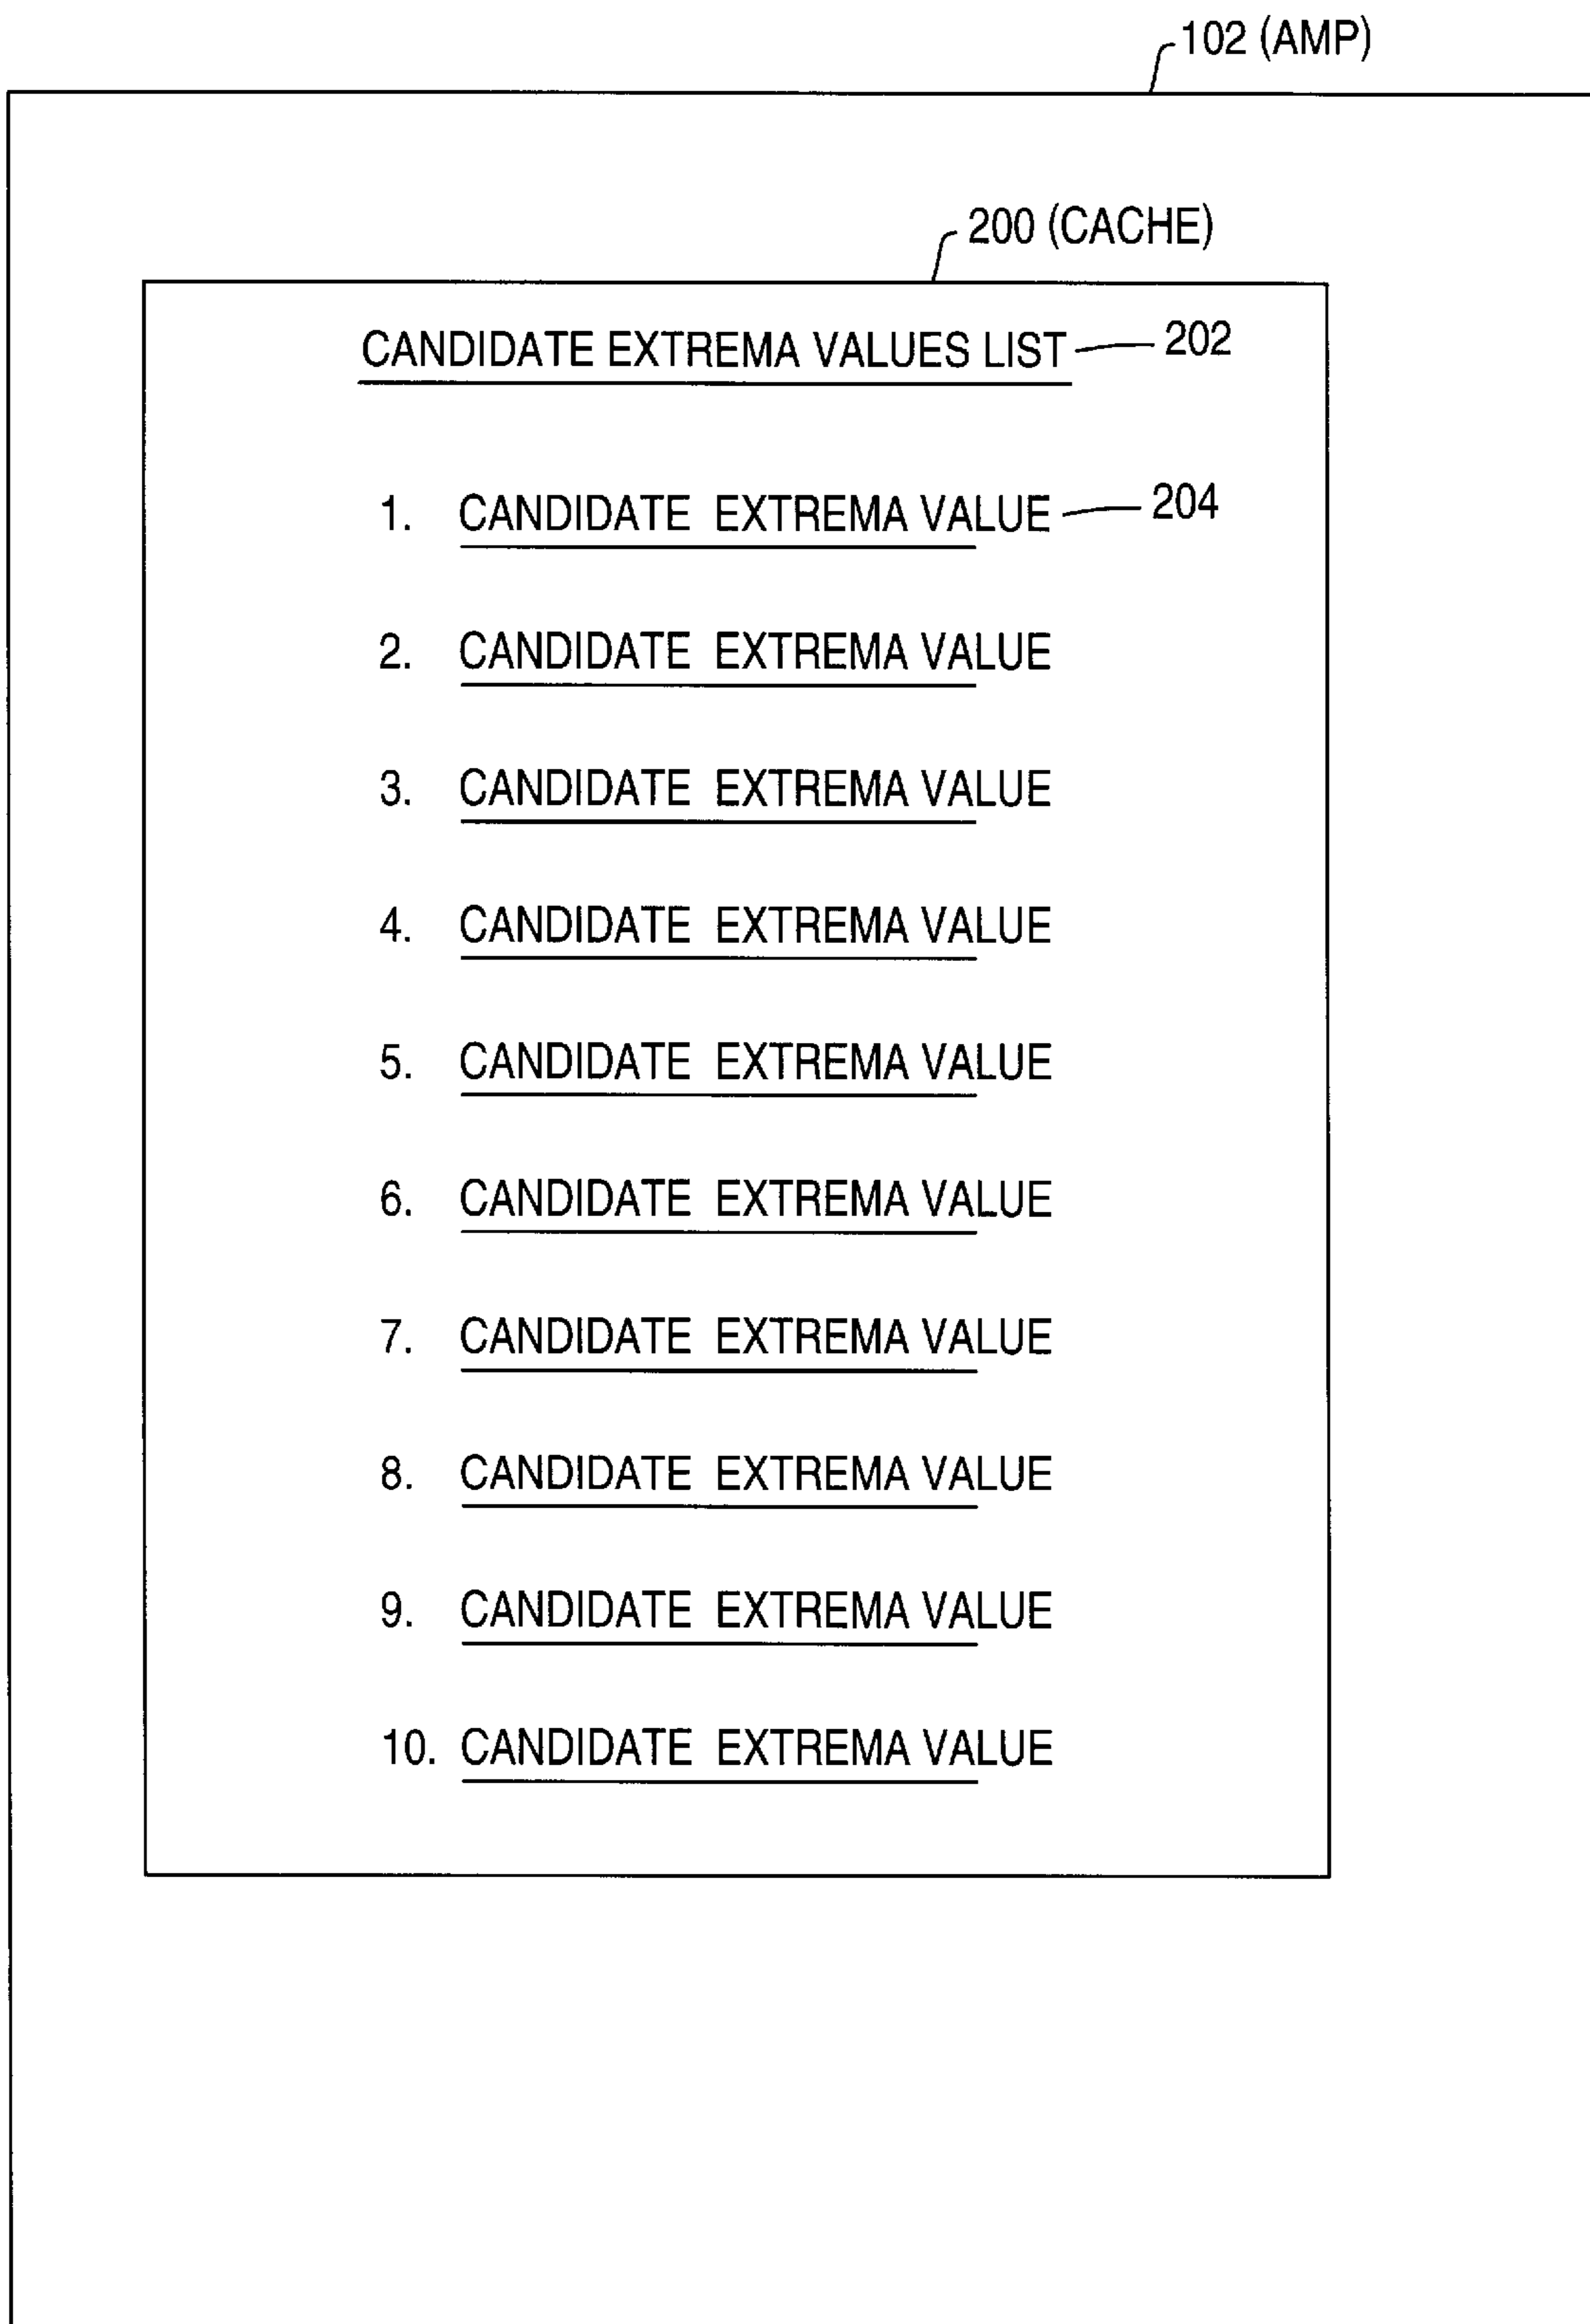 102 (AMP)
200 (CACHE)
CANDIDATE EXTREMA VALUES LIST 202
1. CANDIDATE EXTREMA VALUE 204
2. CANDIDATE EXTREMA VALUE
3. CANDIDATE EXTREMA VALUE
4. CANDIDATE EXTREMA VALUE
5. CANDIDATE EXTREMA VALUE
6. CANDIDATE EXTREMA VALUE
7. CANDIDATE EXTREMA VALUE
8. CANDIDATE EXTREMA VALUE
9. CANDIDATE EXTREMA VALUE
10. CANDIDATE EXTREMA VALUE